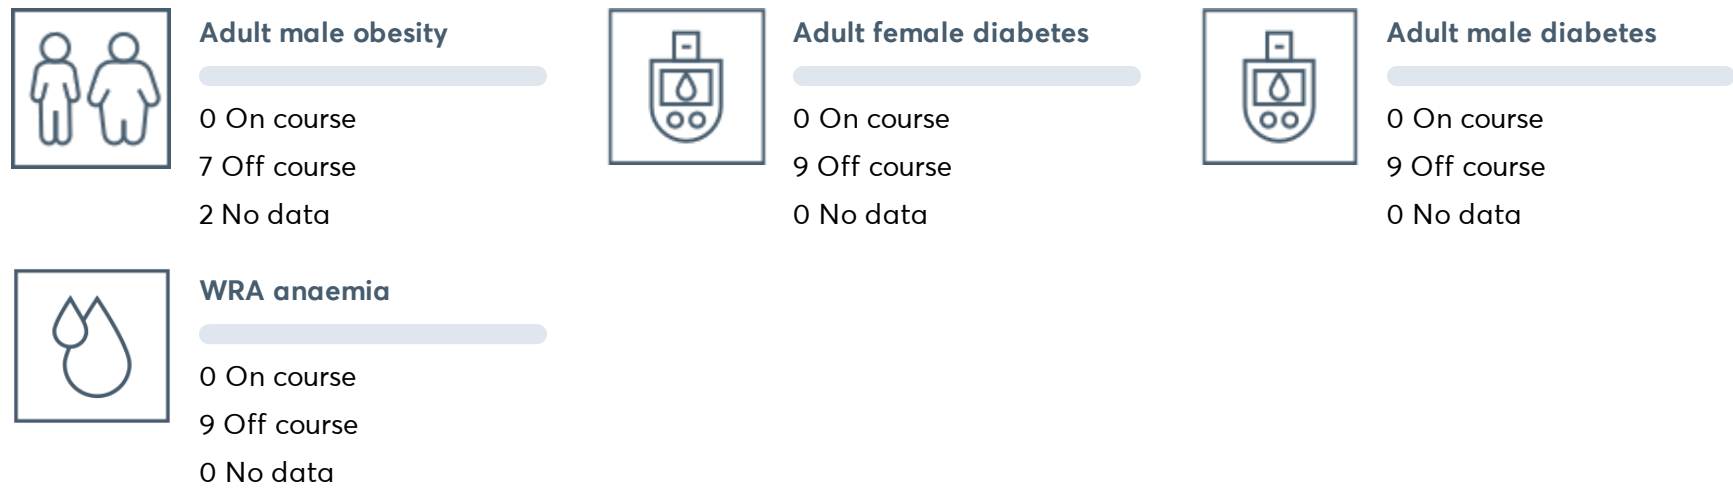 Adult male obesity
0 On course
7 Off course
2 No data
Adult female diabetes
0 On course
9 Off course
0 No data
Adult male diabetes
0 On course
9 Off course
0 No data
WRA anaemia
0 On course
9 Off course
0 No data